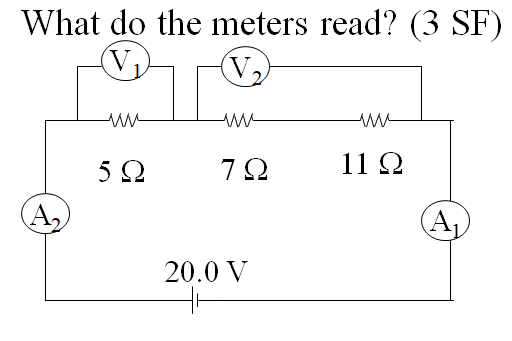 What do the meters read? (3 SF)
V1 V2
5 Ω 7 Ω 11 Ω
A2 A1
20.0 V